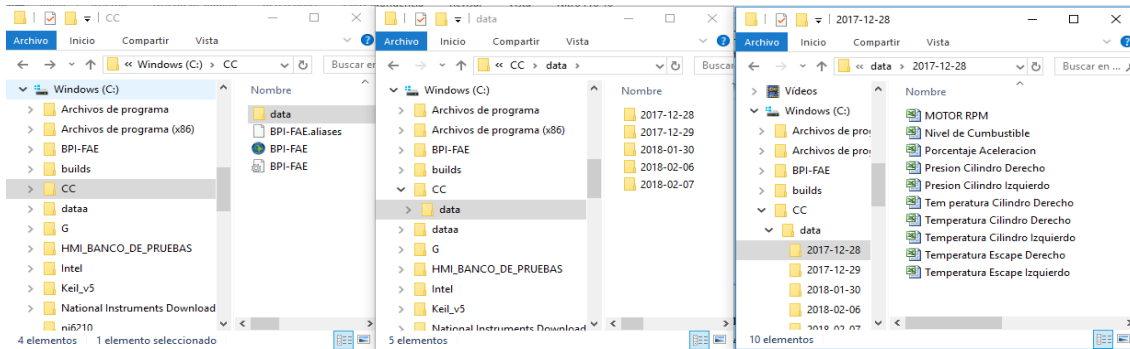 CC
Archivo Inicio Compartir Vista
« Windows (C:) > CC
Buscar en
Windows (C:)
Archivos de programa
Archivos de programa (x86)
BPI-FAE
builds
CC
dataa
G
HMI_BANCO_DE_PRUEBAS
Intel
Keil_v5
National Instruments Download
ni6210
Nombre
data
BPI-FAE.aliases
BPI-FAE
BPI-FAE
4 elementos 1 elemento seleccionado
data
Archivo Inicio Compartir Vista
« CC > data >
Buscar
Windows (C:)
Archivos de programa
Archivos de programa (x86)
BPI-FAE
builds
CC
data
dataa
G
HMI_BANCO_DE_PRUEBAS
Intel
Keil_v5
National Instruments Download
Nombre
2017-12-28
2017-12-29
2018-01-30
2018-02-06
2018-02-07
5 elementos
2017-12-28
Archivo Inicio Compartir Vista
« data > 2017-12-28
Buscar en ...
Vídeos
Windows (C:)
Archivos de pro
Archivos de pro
BPI-FAE
builds
CC
data
2017-12-28
2017-12-29
2018-01-30
2018-02-06
2018-02-07
Nombre
MOTOR RPM
Nivel de Cumbustible
Porcentaje Aceleracion
Presion Cilindro Derecho
Presion Cilindro Izquierdo
Tem peratura Cilindro Derecho
Temperatura Cilindro Derecho
Temperatura Cilindro Izquierdo
Temperatura Escape Derecho
Temperatura Escape Izquierdo
10 elementos